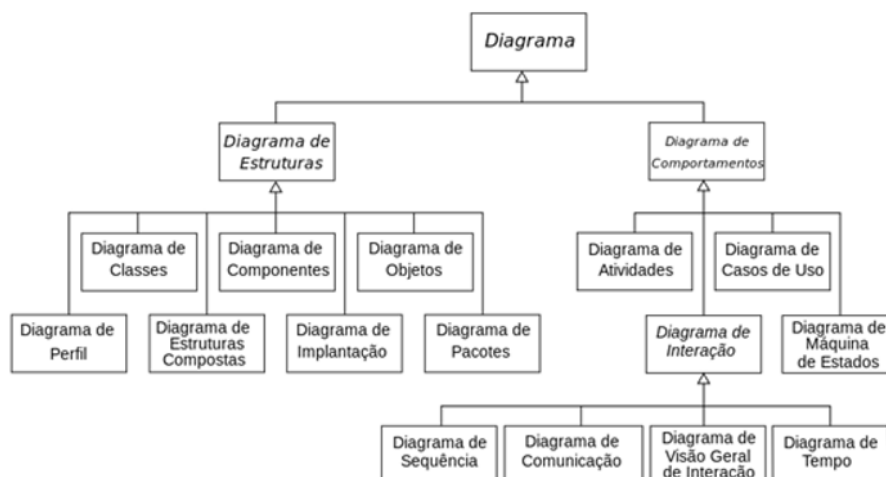 Diagrama
Diagrama de
Estruturas
Diagrama de
Comportamentos
Diagrama de
Classes
Diagrama de
Componentes
Diagrama de
Objetos
Diagrama de
Atividades
Diagrama de
Casos de Uso
Diagrama de
Perfil
Diagrama de
Estruturas
Compostas
Diagrama de
Implantação
Diagrama de
Pacotes
Diagrama de
Interação
Diagrama de
Máquina
de Estados
Diagrama de
Sequência
Diagrama de
Comunicação
Diagrama de
Visão Geral
de Interação
Diagrama de
Tempo